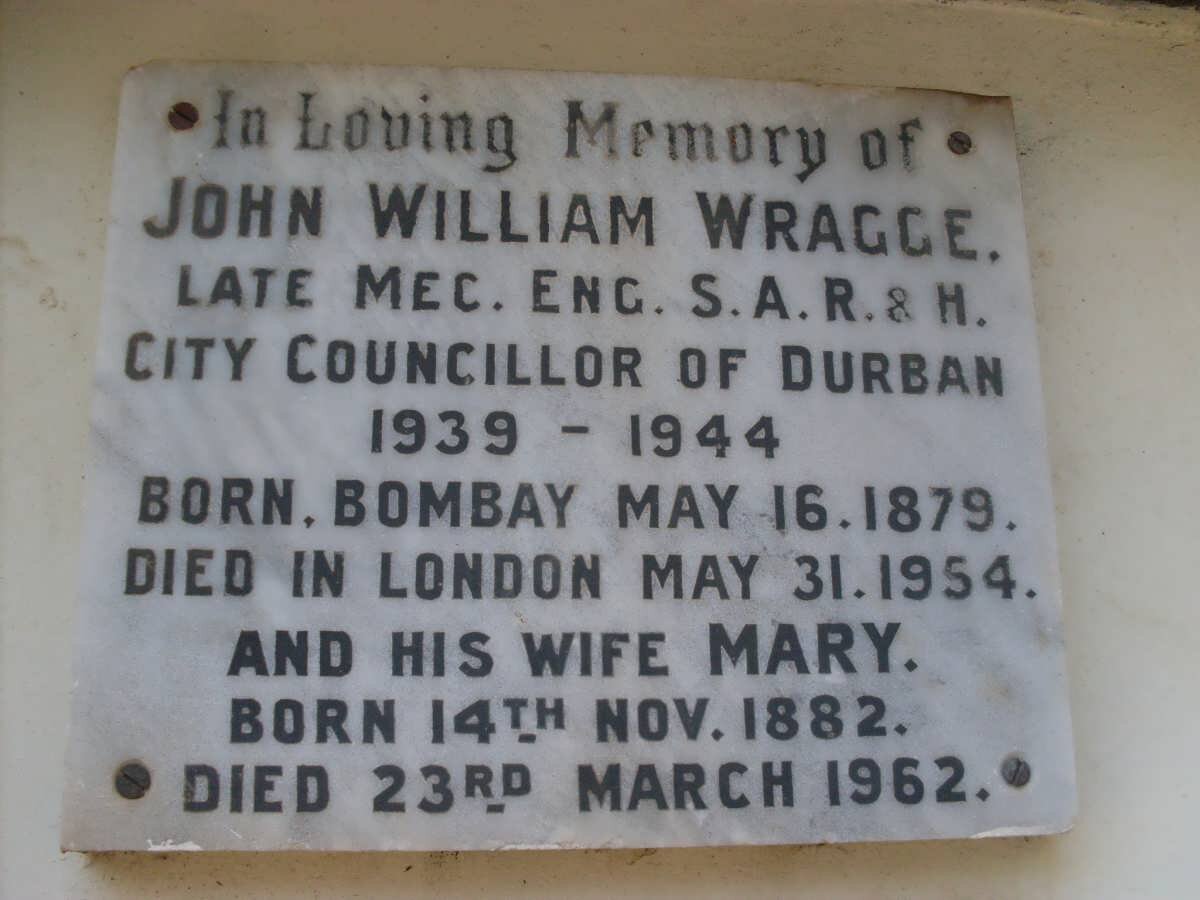 In Loving Memory of
JOHN WILLIAM WRAGGE.
LATE MEC. ENG. S.A.R.& H.
CITY COUNCILLOR OF DURBAN
1939 - 1944
BORN. BOMBAY MAY 16.1879.
DIED IN LONDON MAY 31.1954.
AND HIS WIFE MARY.
BORN 14TH NOV. 1882.
DIED 23RD MARCH 1962.